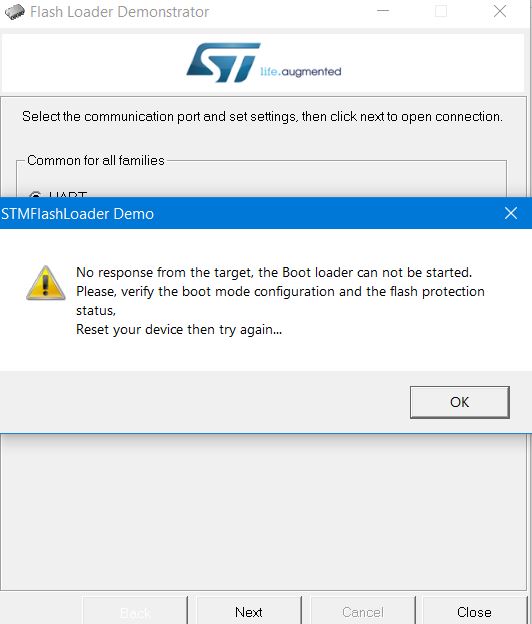 Flash Loader Demonstrator
ST life.augmented
Select the communication port and set settings, then click next to open connection.
Common for all families
UART
STMFlashLoader Demo
No response from the target, the Boot loader can not be started.
Please, verify the boot mode configuration and the flash protection
status,
Reset your device then try again...
OK
Back
Next
Cancel
Close